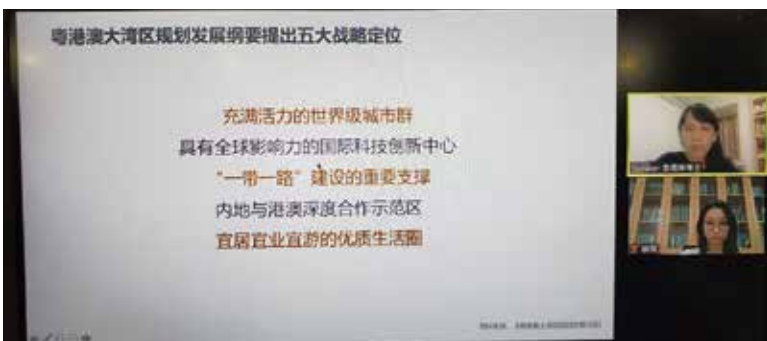 粤港澳大湾区规划发展纲要提出五大战略定位
充满活力的世界级城市群
具有全球影响力的国际科技创新中心
“一带一路”建设的重要支撑
内地与港澳深度合作示范区
宜居宜业宜游的优质生活圈